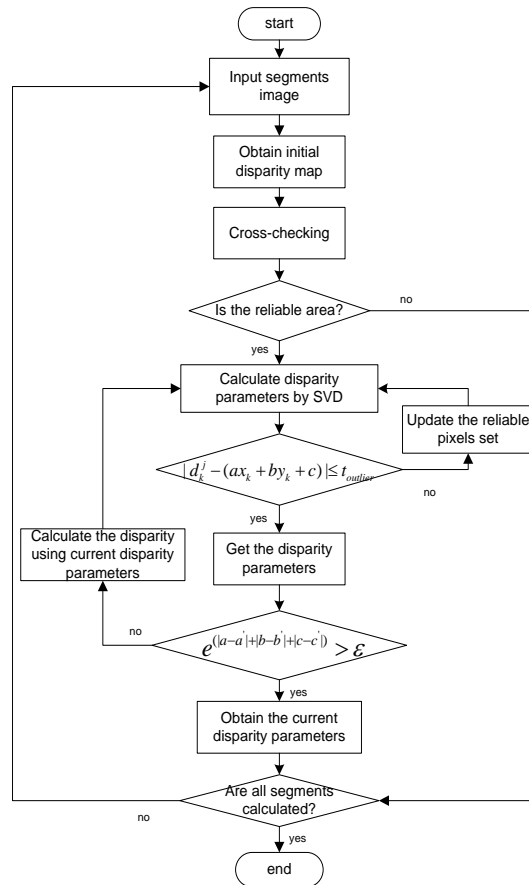 start
Input segments
image
Obtain initial
disparity map
Cross-checking
Is the reliable area?
no
yes
Calculate disparity
parameters by SVD
Update the reliable
pixels set
| d_k^j − (ax_k + by_k + c) | ≤ t_outlier
no
yes
Calculate the disparity
using current disparity
parameters
Get the disparity
parameters
no
e^(|a−a'|+|b−b'|+|c−c'|) > ε
yes
Obtain the current
disparity parameters
Are all segments
calculated?
no
yes
end